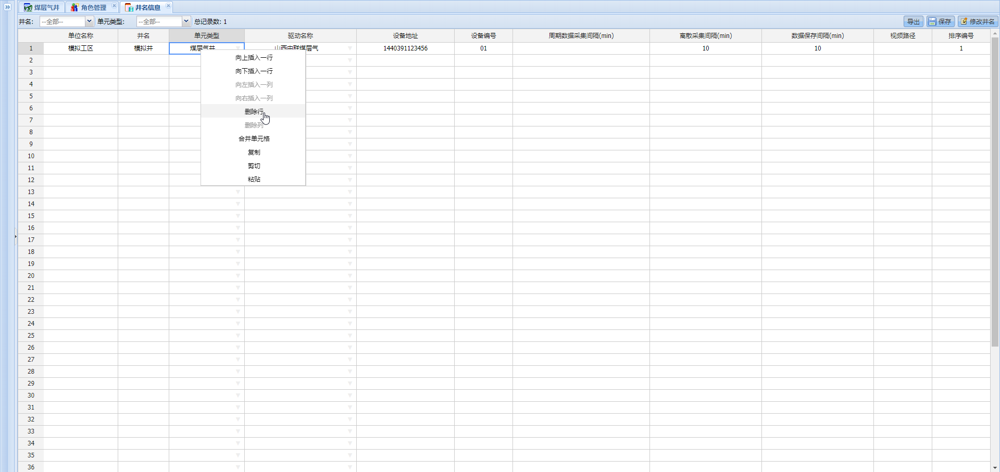 煤层气井 角色管理 井名信息
井名: --全部-- 单元类型: --全部-- 总记录数: 1 导出 保存 修改井名
单位名称 井名 单元类型 驱动名称 设备地址 设备编号 周期数据采集间隔(min) 离散采集间隔(min) 数据保存间隔(min) 视频路径 排序编号
1 模拟工区 模拟井 煤层气井 山西中联煤层气 1440391123456 01 10 10 1
向上插入一行
2
向下插入一行
3
向左插入一列
4
向右插入一列
5
6
删除行
7
删除列
8
合并单元格
9
复制
10
剪切
11
粘贴
12
13
14
15
16
17
18
19
20
21
22
23
24
25
26
27
28
29
30
31
32
33
34
35
36